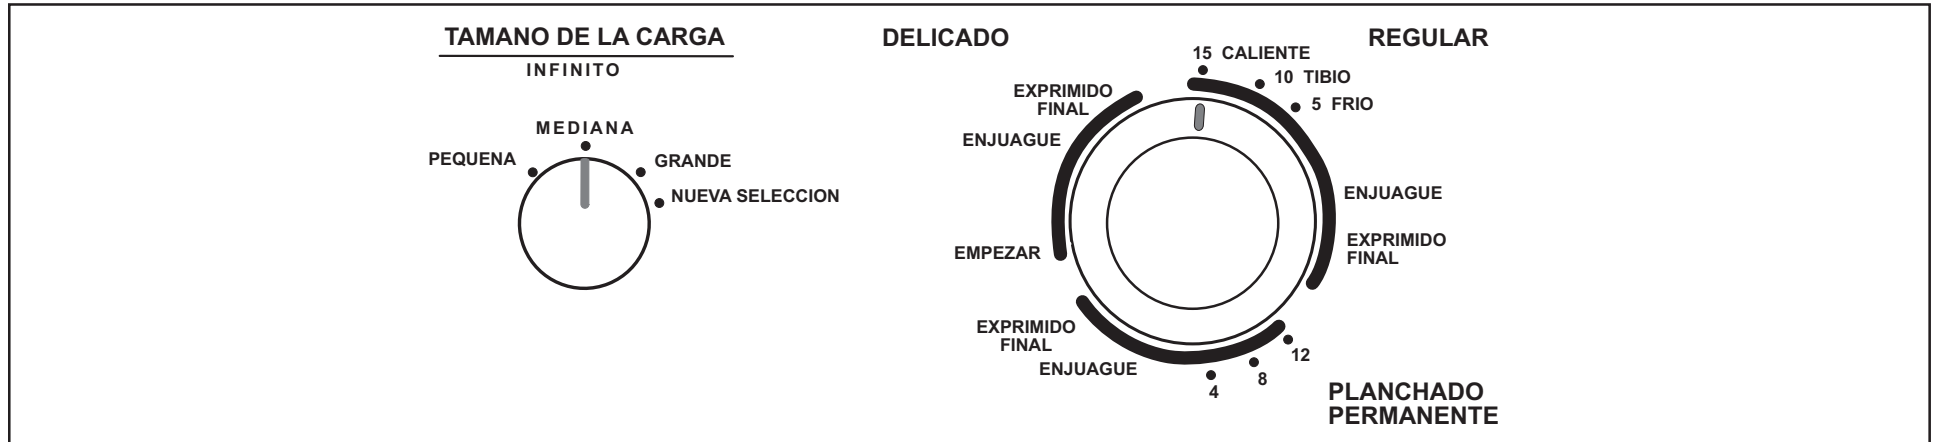 TAMANO DE LA CARGA
INFINITO
MEDIANA
PEQUENA
GRANDE
NUEVA SELECCION
DELICADO
REGULAR
15 CALIENTE
10 TIBIO
5 FRIO
EXPRIMIDO
FINAL
ENJUAGUE
EMPEZAR
ENJUAGUE
EXPRIMIDO
FINAL
EXPRIMIDO
FINAL
ENJUAGUE
4
8
12
PLANCHADO
PERMANENTE